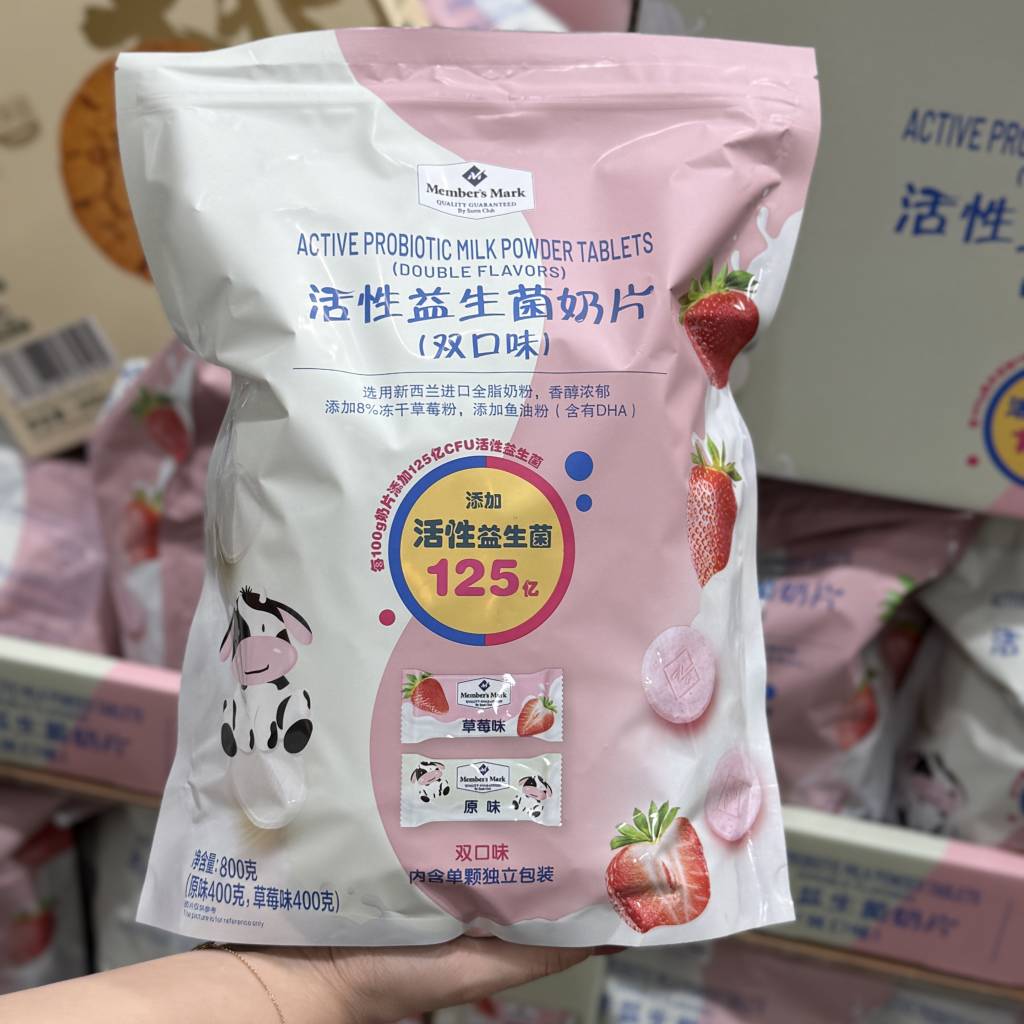 Member's Mark
QUALITY GUARANTEED
By Sam's Club
ACTIVE PROBIOTIC MILK POWDER TABLETS
(DOUBLE FLAVORS)
活性益生菌奶片
(双口味)
选用新西兰进口全脂奶粉，香醇浓郁
添加8%冻干草莓粉，添加鱼油粉（含有DHA）
每100g奶片添加125亿CFU活性益生菌
添加
活性益生菌
125亿
Member's Mark
草莓味
Member's Mark
原味
双口味
内含单颗独立包装
净含量:800克
(原味400克，草莓味400克)
The picture is for reference only
ACTIVE PRO
活性